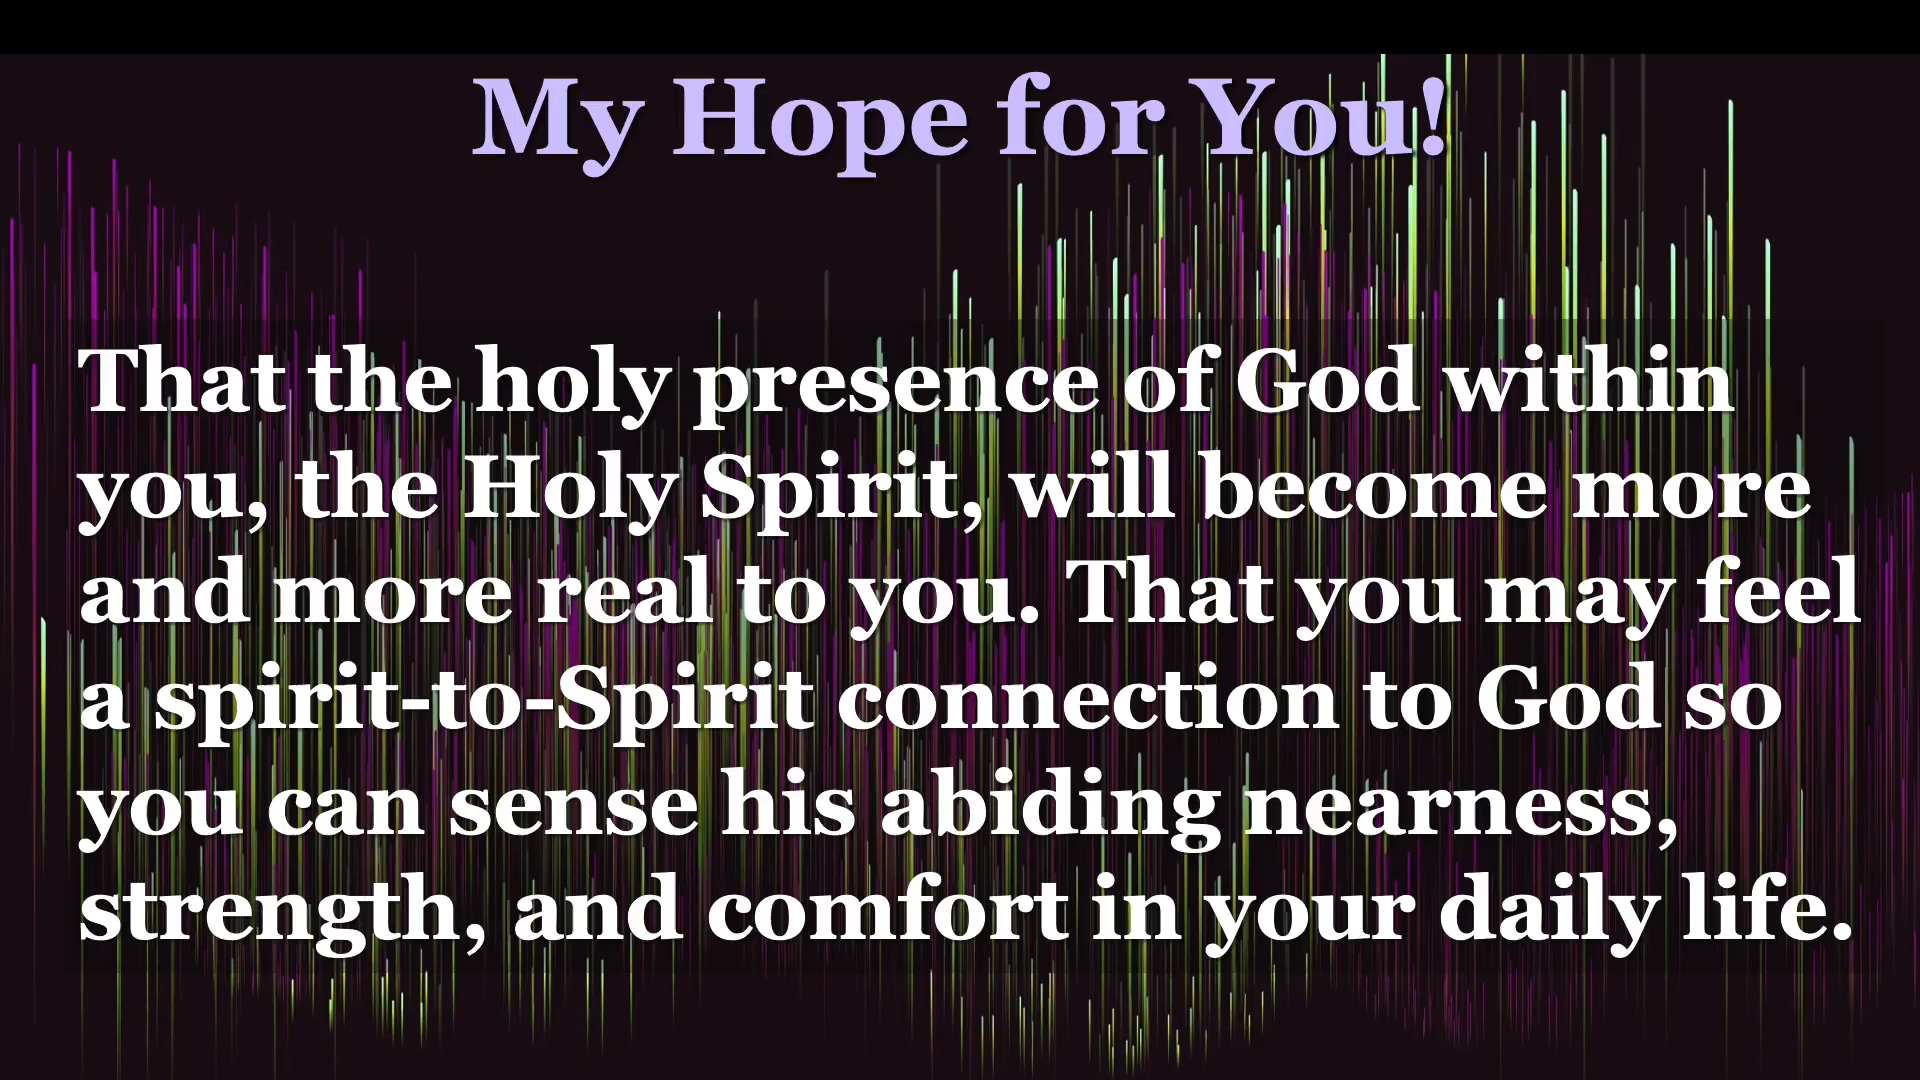 My Hope for You!
That the holy presence of God within
you, the Holy Spirit, will become more
and more real to you. That you may feel
a spirit-to-Spirit connection to God so
you can sense his abiding nearness,
strength, and comfort in your daily life.